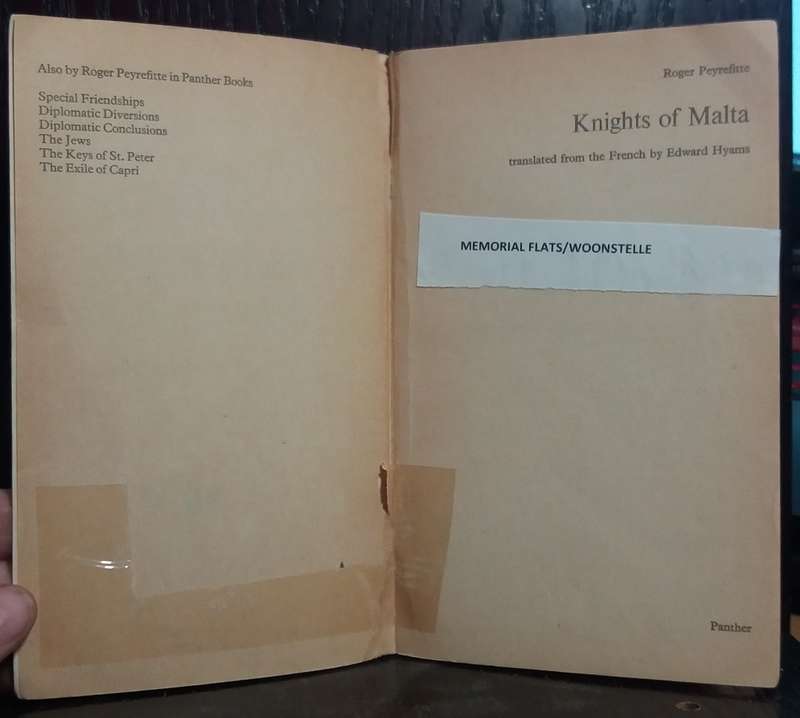 Also by Roger Peyrefitte in Panther Books
Special Friendships
Diplomatic Diversions
Diplomatic Conclusions
The Jews
The Keys of St. Peter
The Exile of Capri
Roger Peyrefitte
Knights of Malta
translated from the French by Edward Hyams
MEMORIAL FLATS/WOONSTELLE
Panther